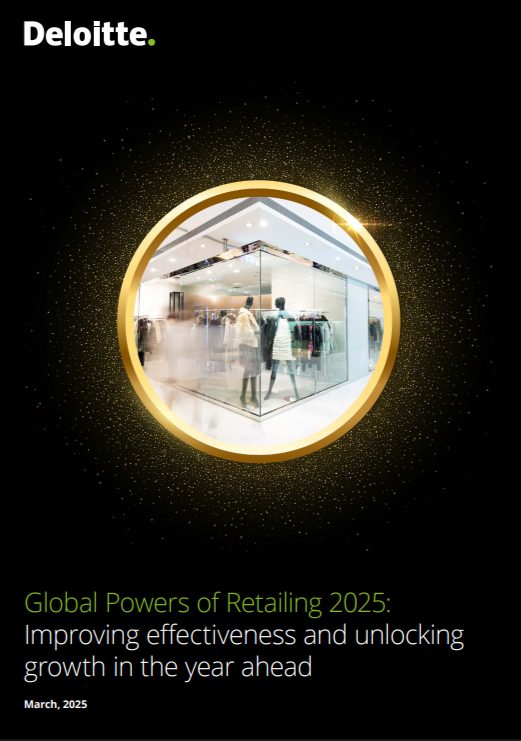 Deloitte.
Global Powers of Retailing 2025:
Improving effectiveness and unlocking
growth in the year ahead
March, 2025